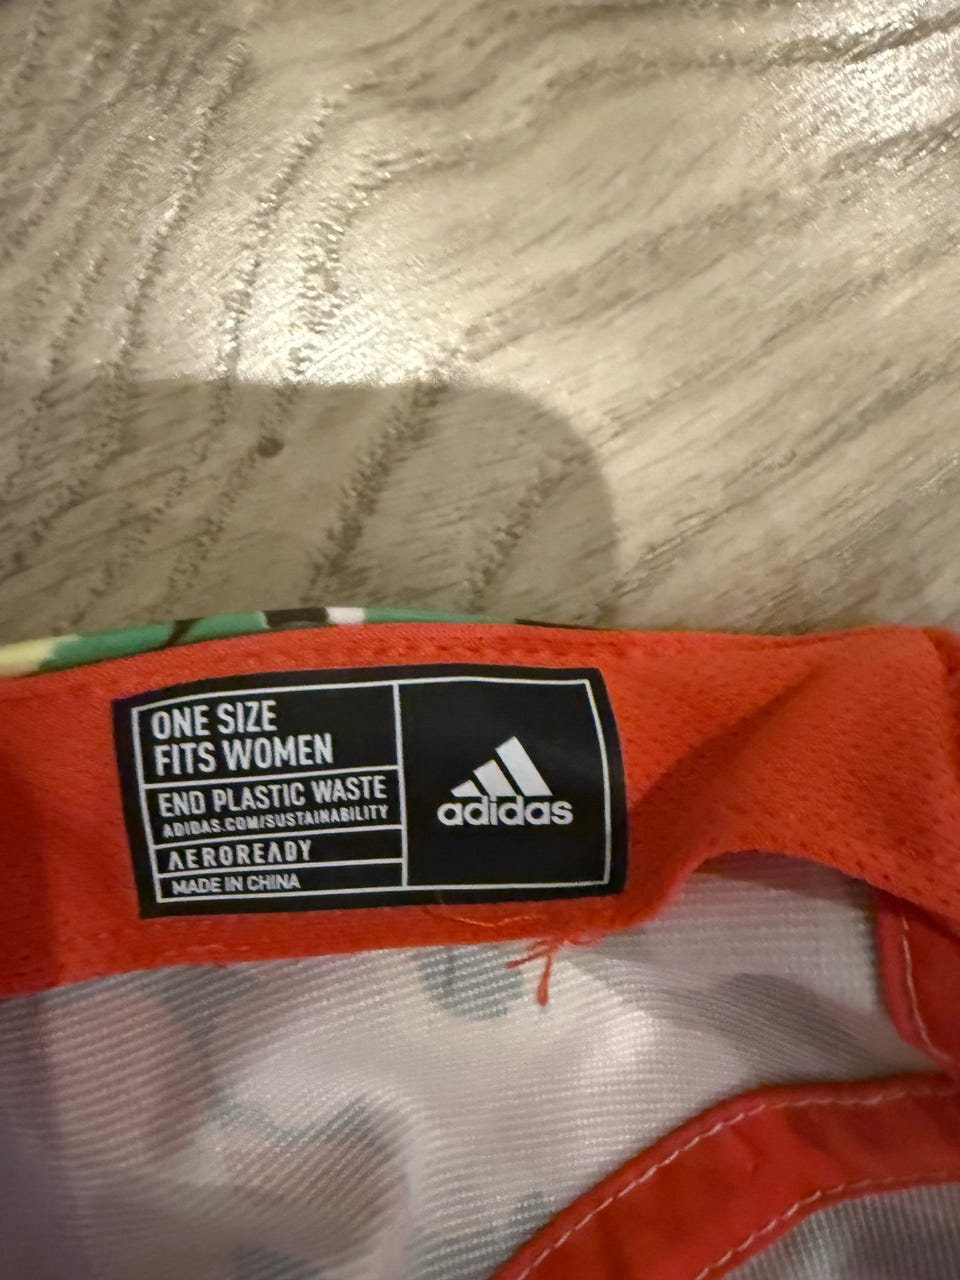 ONE SIZE
FITS WOMEN
END PLASTIC WASTE
ADIDAS.COM/SUSTAINABILITY
AEROREADY
MADE IN CHINA
adidas